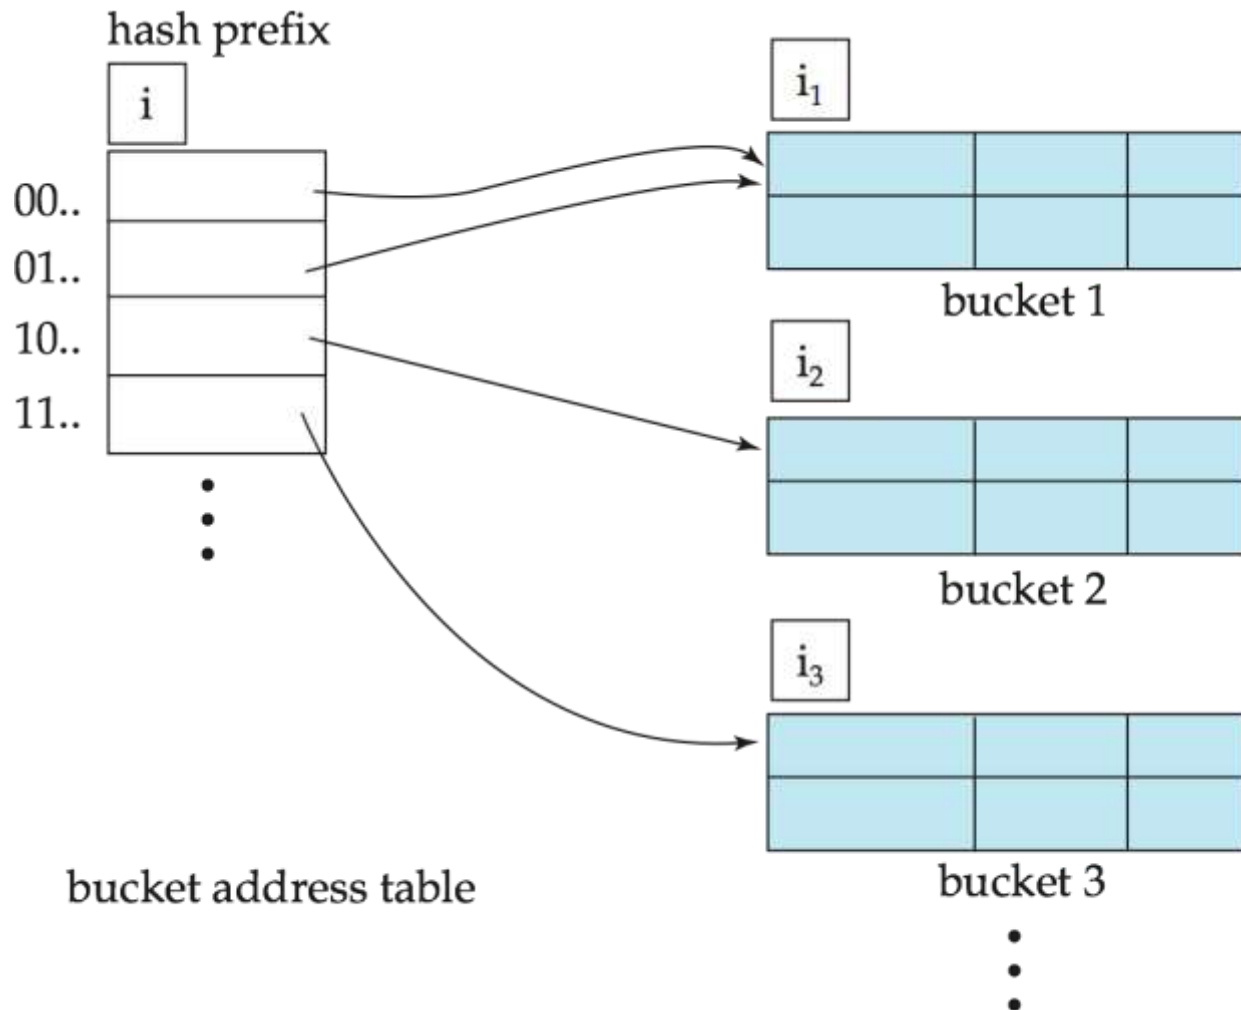 hash prefix
i
00..
01..
10..
11..
bucket address table
i₁
bucket 1
i₂
bucket 2
i₃
bucket 3